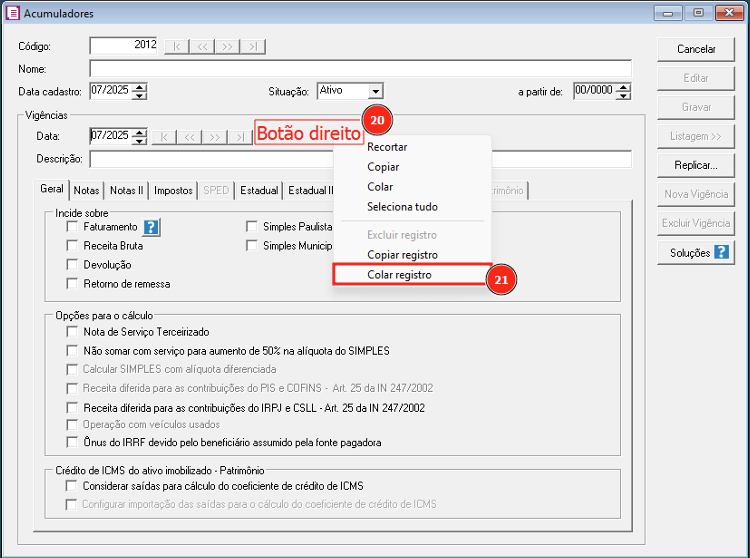 Acumuladores
Código: 2012
Cancelar
Nome:
Editar
Data cadastro: 07/2025 Situação: Ativo a partir de: 00/0000
Gravar
Vigências
Data: 07/2025 Botão direito 20
Listagem >>
Descrição:
Replicar...
Recortar
Copiar
Colar
Seleciona tudo
Excluir registro
Copiar registro
Colar registro 21
Nova Vigência
Excluir Vigência
Soluções ?
Geral Notas Notas II Impostos SPED Estadual Estadual II
Incide sobre
Faturamento ? Simples Paulista
Receita Bruta Simples Municip
Devolução
Retorno de remessa
Opções para o cálculo
Nota de Serviço Terceirizado
Não somar com serviço para aumento de 50% na alíquota do SIMPLES
Calcular SIMPLES com alíquota diferenciada
Receita diferida para as contribuições do PIS e COFINS - Art. 25 da IN 247/2002
Receita diferida para as contribuições do IRPJ e CSLL - Art. 25 da IN 247/2002
Operação com veículos usados
Ônus do IRRF devido pelo beneficiário assumido pela fonte pagadora
Crédito de ICMS do ativo imobilizado - Patrimônio
Considerar saídas para cálculo do coeficiente de crédito de ICMS
Configurar importação das saídas para o cálculo do coeficiente de crédito de ICMS